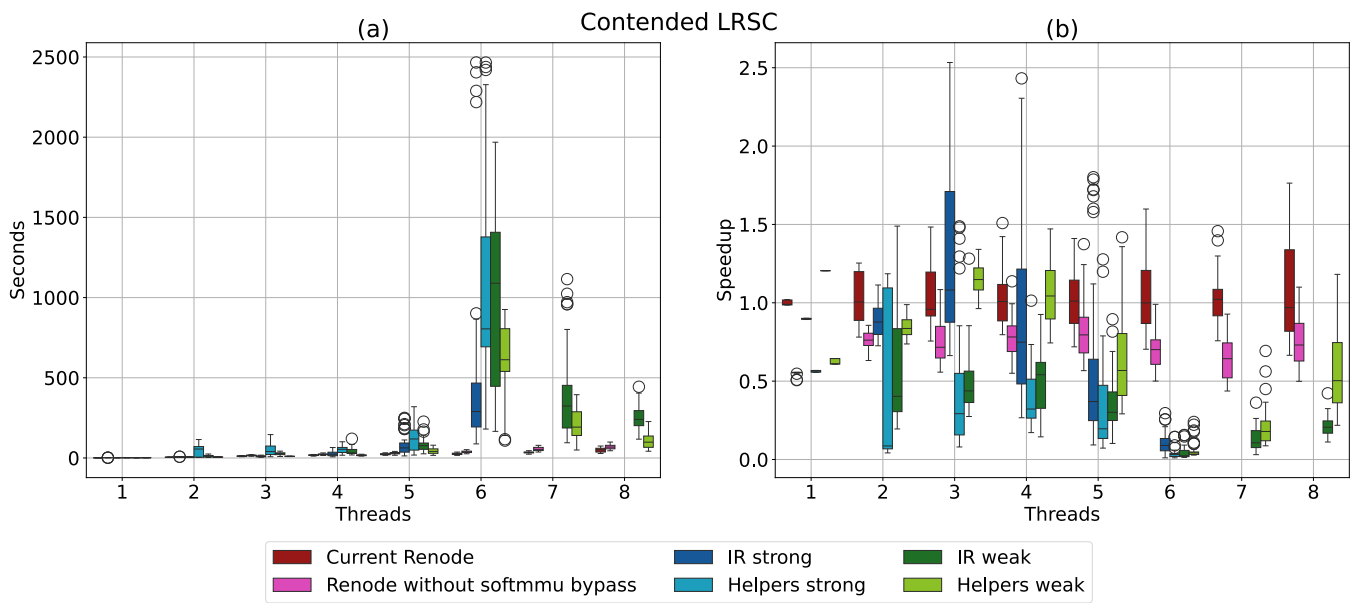 Contended LRSC
(a)
(b)
Seconds
2500
2000
1500
1000
500
0
1 2 3 4 5 6 7 8
Threads
Speedup
2.5
2.0
1.5
1.0
0.5
0.0
1 2 3 4 5 6 7 8
Threads
Current Renode
IR strong
IR weak
Renode without softmmu bypass
Helpers strong
Helpers weak